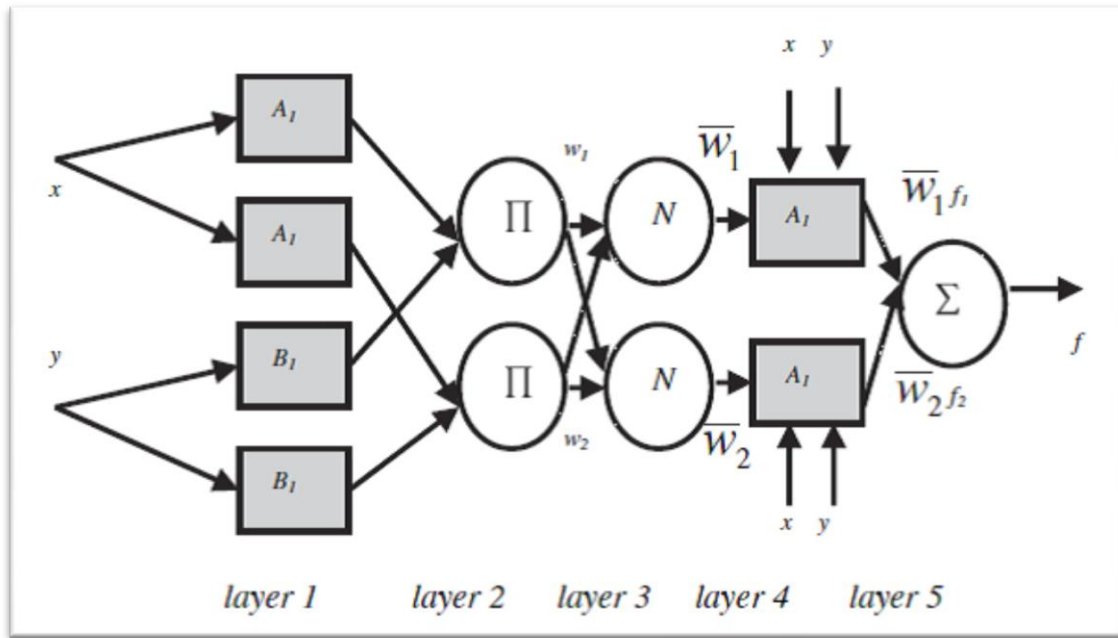 x y
A1
w1
w̅1
Π
N
A1
w̅1 f1
x
A1
Σ
y
B1
f
Π
N
A1
w̅2 f2
w2
w̅2
B1
x y
layer 1 layer 2 layer 3 layer 4 layer 5